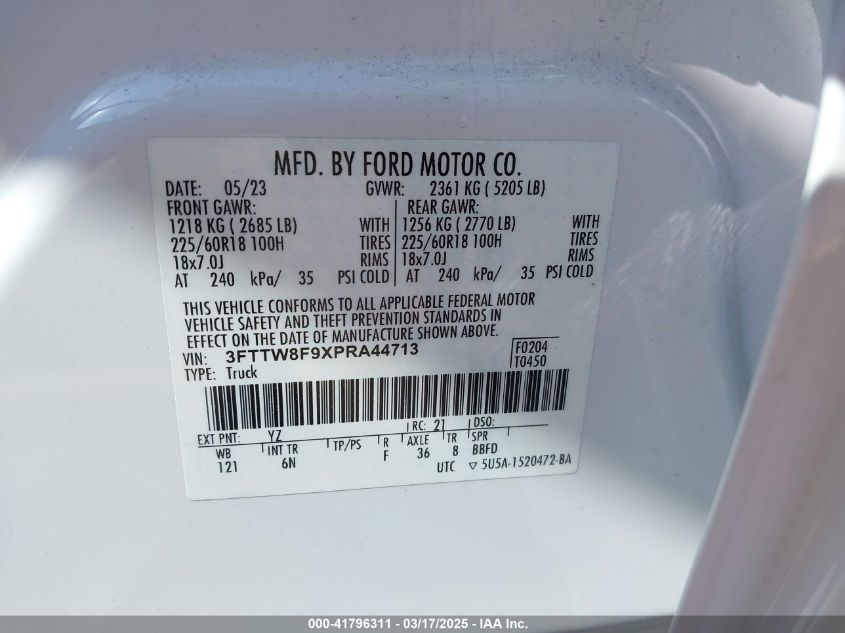 MFD. BY FORD MOTOR CO.
DATE: 05/23 GVWR: 2361 KG ( 5205 LB)
FRONT GAWR: REAR GAWR:
1218 KG ( 2685 LB) WITH 1256 KG ( 2770 LB) WITH
225/60R18 100H TIRES 225/60R18 100H TIRES
18x7.0J RIMS 18x7.0J RIMS
AT 240 kPa/ 35 PSI COLD AT 240 kPa/ 35 PSI COLD
THIS VEHICLE CONFORMS TO ALL APPLICABLE FEDERAL MOTOR
VEHICLE SAFETY AND THEFT PREVENTION STANDARDS IN
EFFECT ON THE DATE OF MANUFACTURE SHOWN ABOVE.
VIN: 3FTTW8F9XPRA44713 F0204
TYPE: Truck T0450
EXT PNT: YZ RC: 21 DSO:
WB INT TR TP/PS R AXLE TR SPR
121 6N F 36 8 BBFD
UTC ▽ 5U5A-1520472-BA
000-41796311 - 03/17/2025 - IAA Inc.